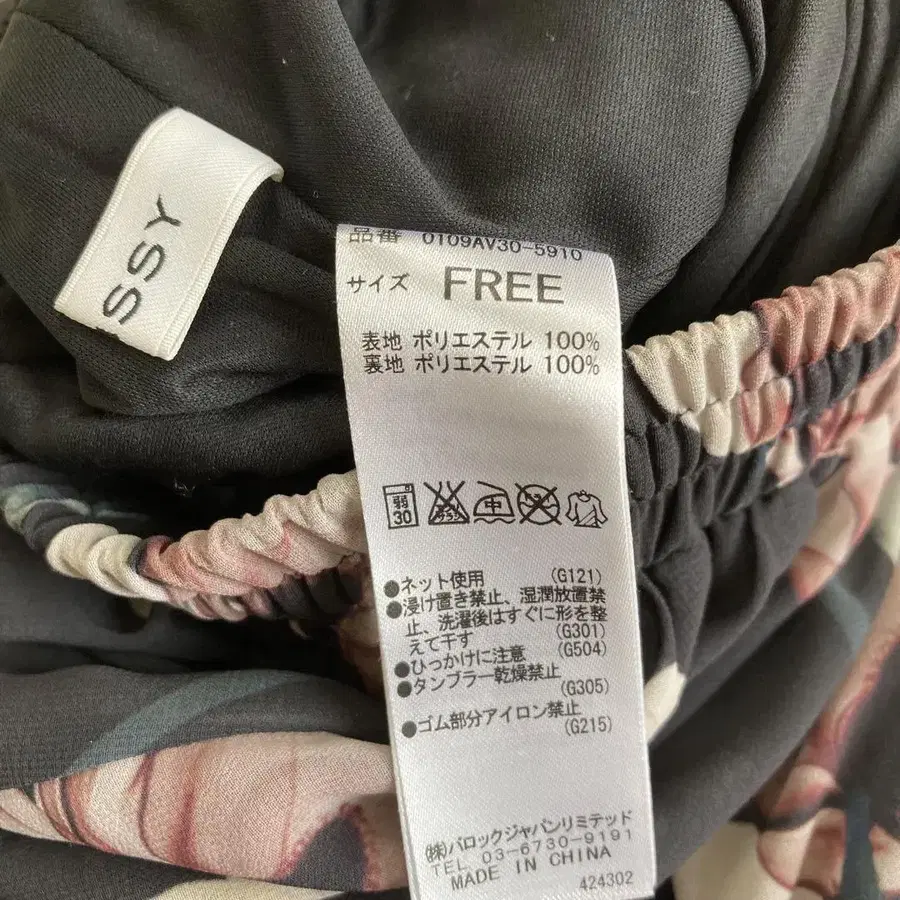 SSY
品番 0109AV30-5910
サイズ FREE
表地 ポリエステル 100%
裏地 ポリエステル 100%
弱
30
中
●ネット使用 (G121)
●浸け置き禁止、湿潤放置禁
止、洗濯後はすぐに形を整
えて干す (G301)
●ひっかけに注意 (G504)
●タンブラー乾燥禁止
(G305)
●ゴム部分アイロン禁止
(G215)
(株)バロックジャパンリミテッド
TEL 03-6730-9191
MADE IN CHINA
424302